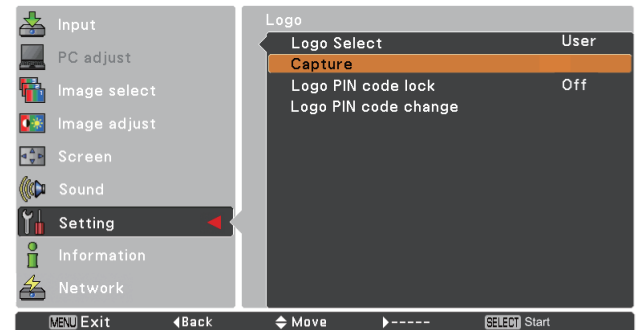 Input
PC adjust
Image select
Image adjust
Screen
Sound
Setting
Information
Network
Logo
Logo Select User
Capture
Logo PIN code lock Off
Logo PIN code change
MENU Exit Back Move ----- SELECT Start